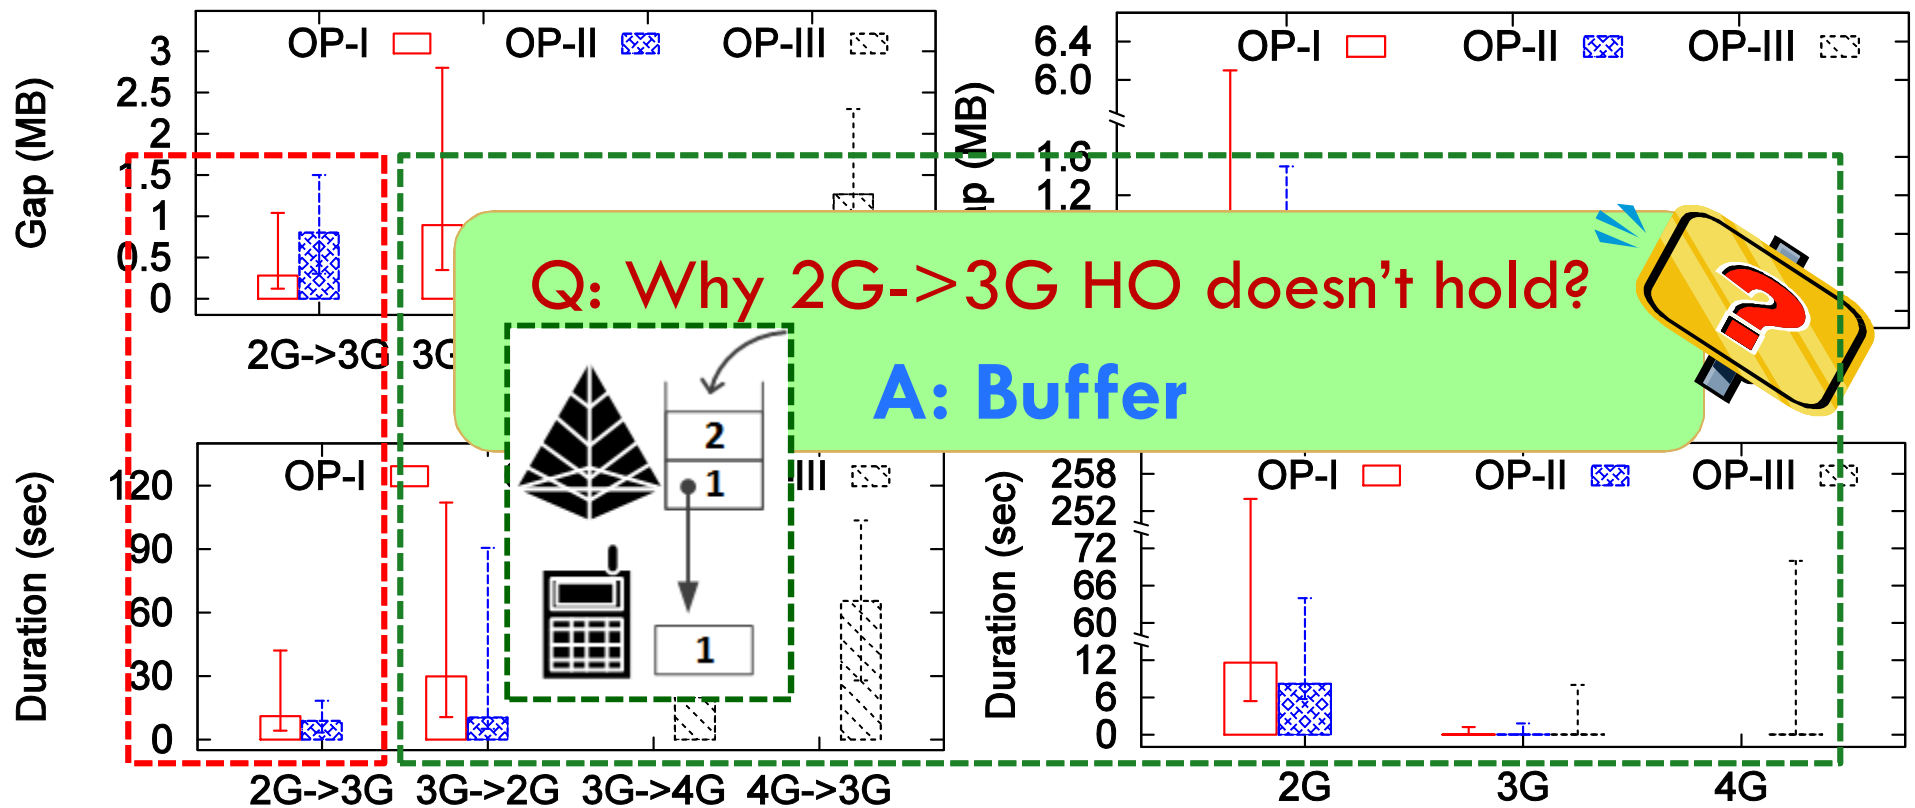 OP-I OP-II OP-III
Gap (MB)
3
2.5
2
1.5
1
0.5
0
2G->3G 3G
OP-I OP-II OP-III
(MB)
6.4
6.0
1.6
1.2
Q: Why 2G->3G HO doesn't hold?
A: Buffer
?
2
1
1
OP-I III
Duration (sec)
120
90
60
30
0
2G->3G 3G->2G 3G->4G 4G->3G
OP-I OP-II OP-III
Duration (sec)
258
252
72
66
60
12
6
0
2G 3G 4G